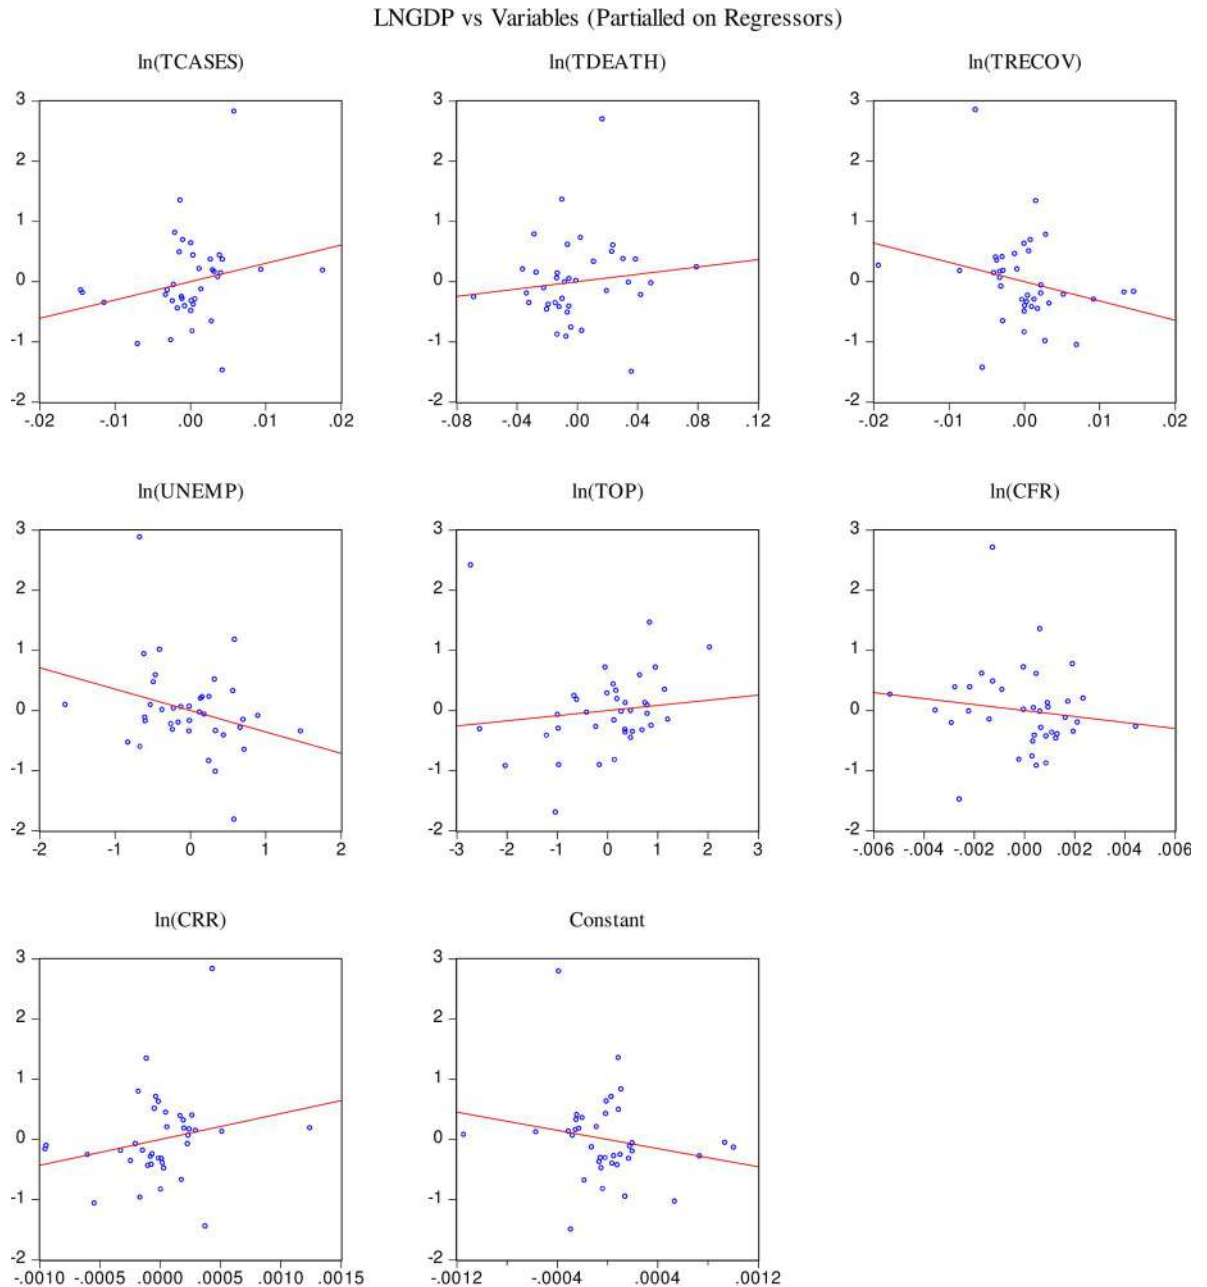 LNGDP vs Variables (Partialled on Regressors)
ln(TCASES) ln(TDEATH) ln(TRECOV)
3 3 3
2 2 2
1 1 1
0 0 0
-1 -1 -1
-2 -2 -2
-.02 -.01 .00 .01 .02 -.08 -.04 .00 .04 .08 .12 -.02 -.01 .00 .01 .02
ln(UNEMP) ln(TOP) ln(CFR)
3 3 3
2 2 2
1 1 1
0 0 0
-1 -1 -1
-2 -2 -2
-2 -1 0 1 2 -3 -2 -1 0 1 2 3 -.006 -.004 -.002 .000 .002 .004 .006
ln(CRR) Constant
3 3
2 2
1 1
0 0
-1 -1
-2 -2
-.0010 -.0005 .0000 .0005 .0010 .0015 -.0012 -.0004 .0004 .0012